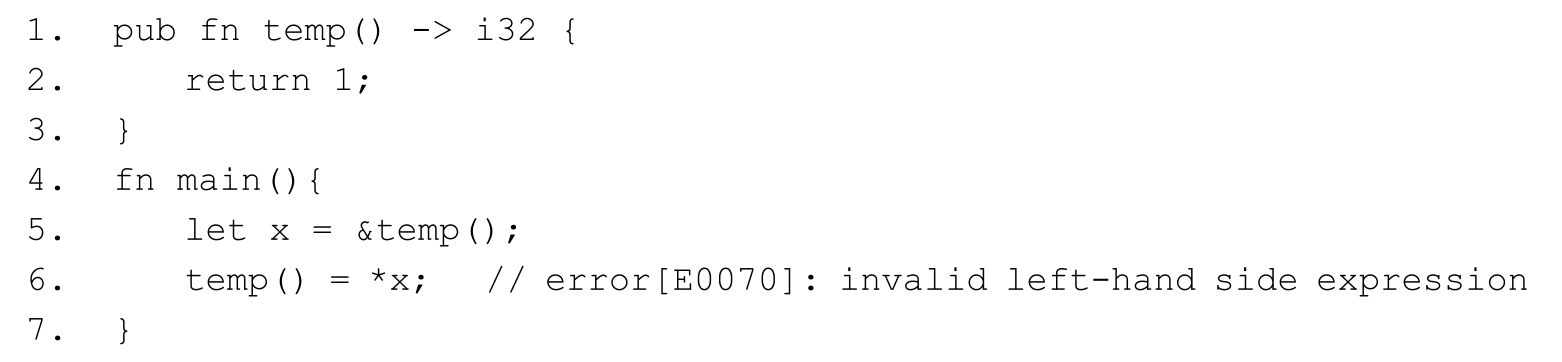 1. pub fn temp() -> i32 {
2.     return 1;
3. }
4. fn main(){
5.     let x = &temp();
6.     temp() = *x;   // error[E0070]: invalid left-hand side expression
7. }